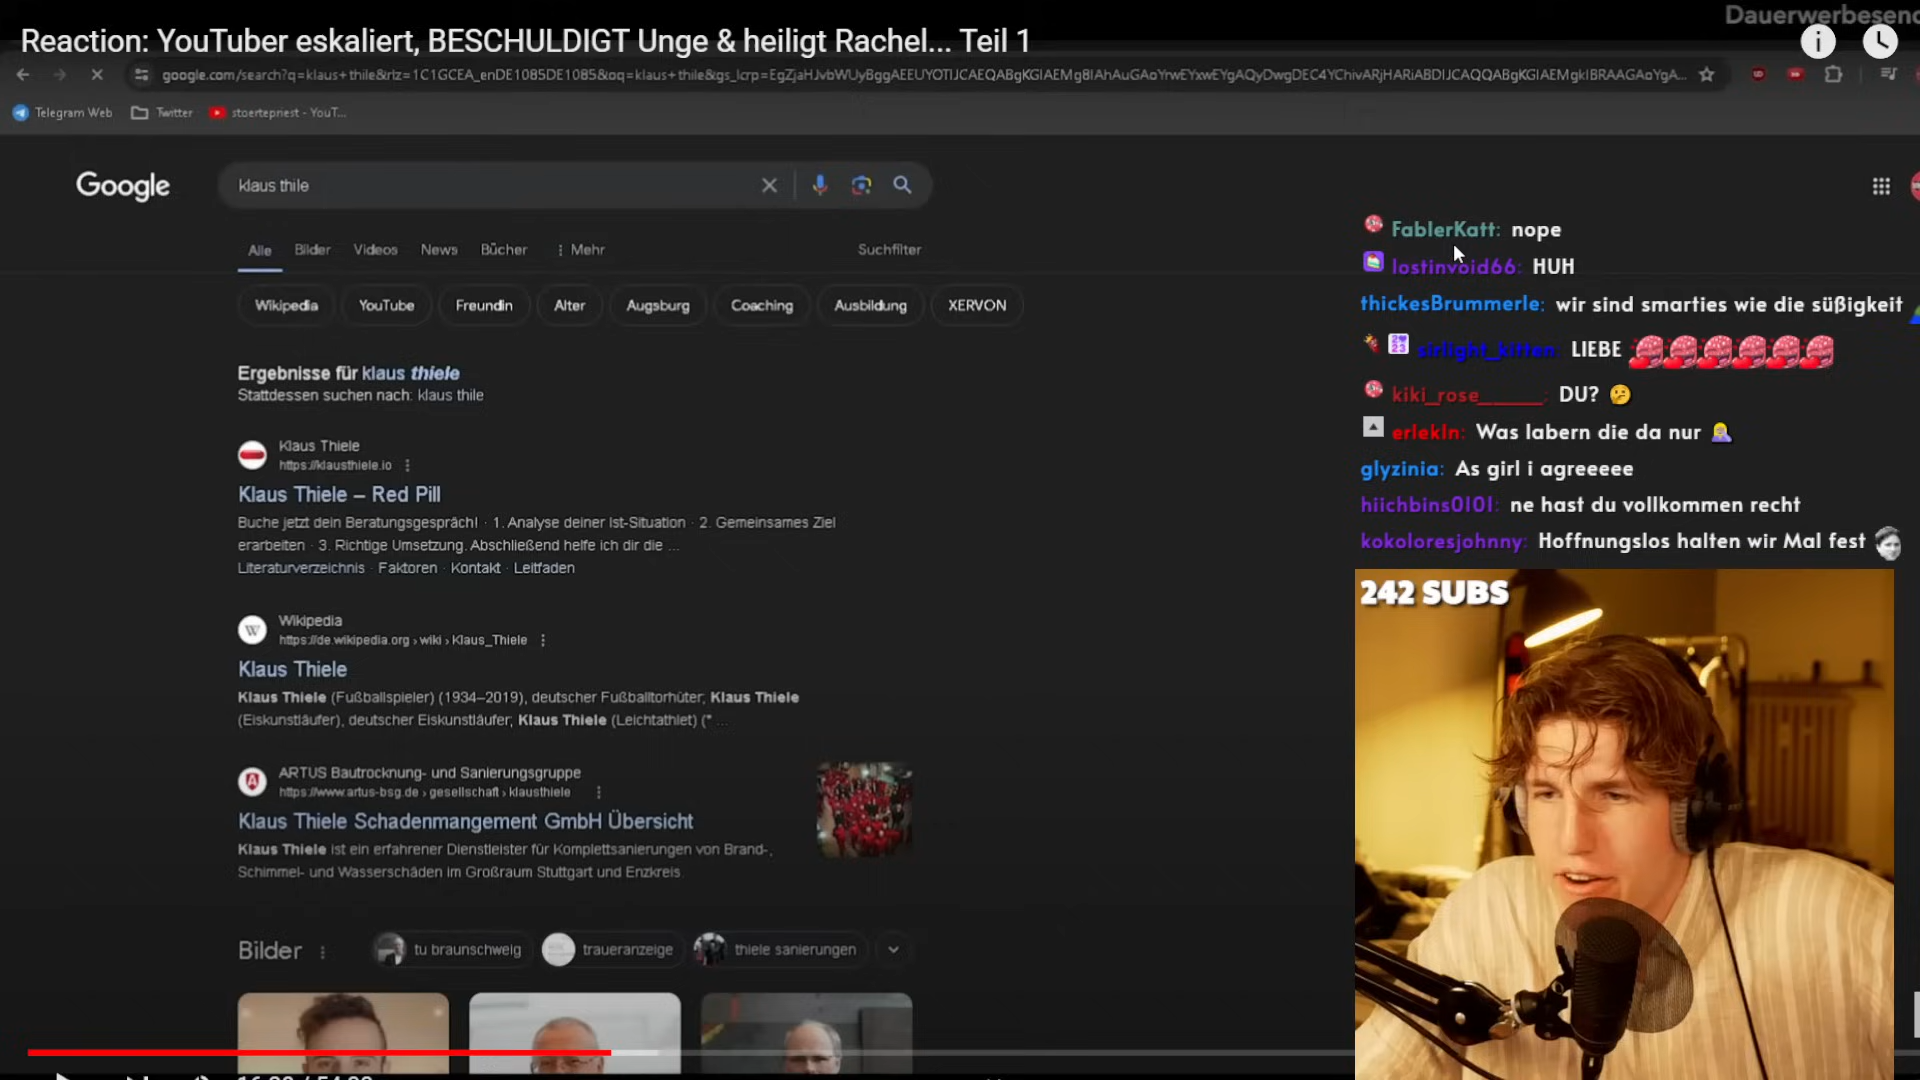 Dauerwerbesend
Reaction: YouTuber eskaliert, BESCHULDIGT Unge & heiligt Rachel... Teil 1
google.com/search?q=klaus+thile&rlz=1C1GCEA_enDE1085DE1085&oq=klaus+thile&gs_lcrp=
Telegram Web
Twitter
stoertepriest - YouT...
Google
klaus thile
Alle
Bilder
Videos
News
Bücher
Mehr
Suchfilter
Wikipedia
YouTube
Freundin
Alter
Augsburg
Coaching
Ausbildung
XERVON
Ergebnisse für klaus thiele
Stattdessen suchen nach: klaus thile
Klaus Thiele
https://klausthiele.io
Klaus Thiele – Red Pill
Buche jetzt dein Beratungsgespräch! · 1. Analyse deiner Ist-Situation · 2. Gemeinsames Ziel
erarbeiten · 3. Richtige Umsetzung. Abschließend helfe ich dir die ...
Literaturverzeichnis · Faktoren · Kontakt · Leitfaden
Wikipedia
https://de.wikipedia.org › wiki › Klaus_Thiele
Klaus Thiele
Klaus Thiele (Fußballspieler) (1934–2019), deutscher Fußballtorhüter; Klaus Thiele
(Eiskunstläufer), deutscher Eiskunstläufer; Klaus Thiele (Leichtathlet) (* ...
ARTUS Bautrocknung- und Sanierungsgruppe
https://www.artus-bsg.de › gesellschaft › klausthiele
Klaus Thiele Schadenmangement GmbH Übersicht
Klaus Thiele ist ein erfahrener Dienstleister für Komplettsanierungen von Brand-,
Schimmel- und Wasserschäden im Großraum Stuttgart und Enzkreis.
Bilder
tu braunschweig
traueranzeige
thiele sanierungen
FablerKatt: nope
lostinvoid66: HUH
thickesBrummerle: wir sind smarties wie die süßigkeit
sirlight_kitten: LIEBE
kiki_rose______: DU? 🤔
erlekln: Was labern die da nur
glyzinia: As girl i agreeeee
hiichbins0101: ne hast du vollkommen recht
kokoloresjohnny: Hoffnungslos halten wir Mal fest
242 SUBS